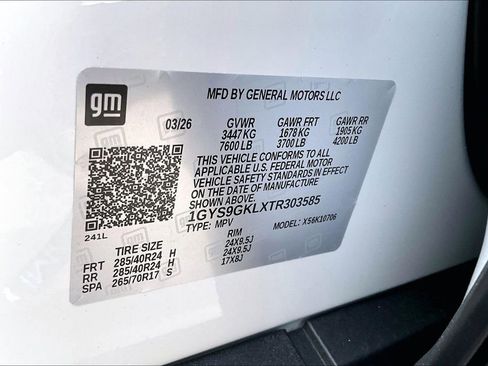 gm
MFD BY GENERAL MOTORS LLC
03/26 GVWR GAWR FRT GAWR RR
3447 KG 1678 KG 1905 KG
7600 LB 3700 LB 4200 LB
THIS VEHICLE CONFORMS TO ALL
APPLICABLE U.S. FEDERAL MOTOR
VEHICLE SAFETY STANDARDS IN EFFECT
ON THE DATE OF MANUFACTURE
SHOWN ABOVE.
1GYS9GKLXTR303585
TYPE: MPV MODEL: X56K10706
241L
TIRE SIZE RIM
FRT 285/40R24 H 24X9.5J
RR 285/40R24 H 24X9.5J
SPA 265/70R17 S 17X8J